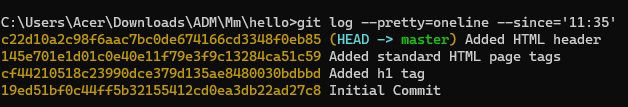 C:\Users\Acer\Downloads\ADM\Mm\hello>git log --pretty=oneline --since='11:35'
c22d10a2c98f6aac7bc0de674166cd3348f0eb85 (HEAD -> master) Added HTML header
145e701e1d01c0e40e11f79e3f9c13284ca51c59 Added standard HTML page tags
cf44210518c23990dce379d135ae8480030bdbbd Added h1 tag
19ed51bf0c44ff5b32155412cd0ea3db22ad27c8 Initial Commit